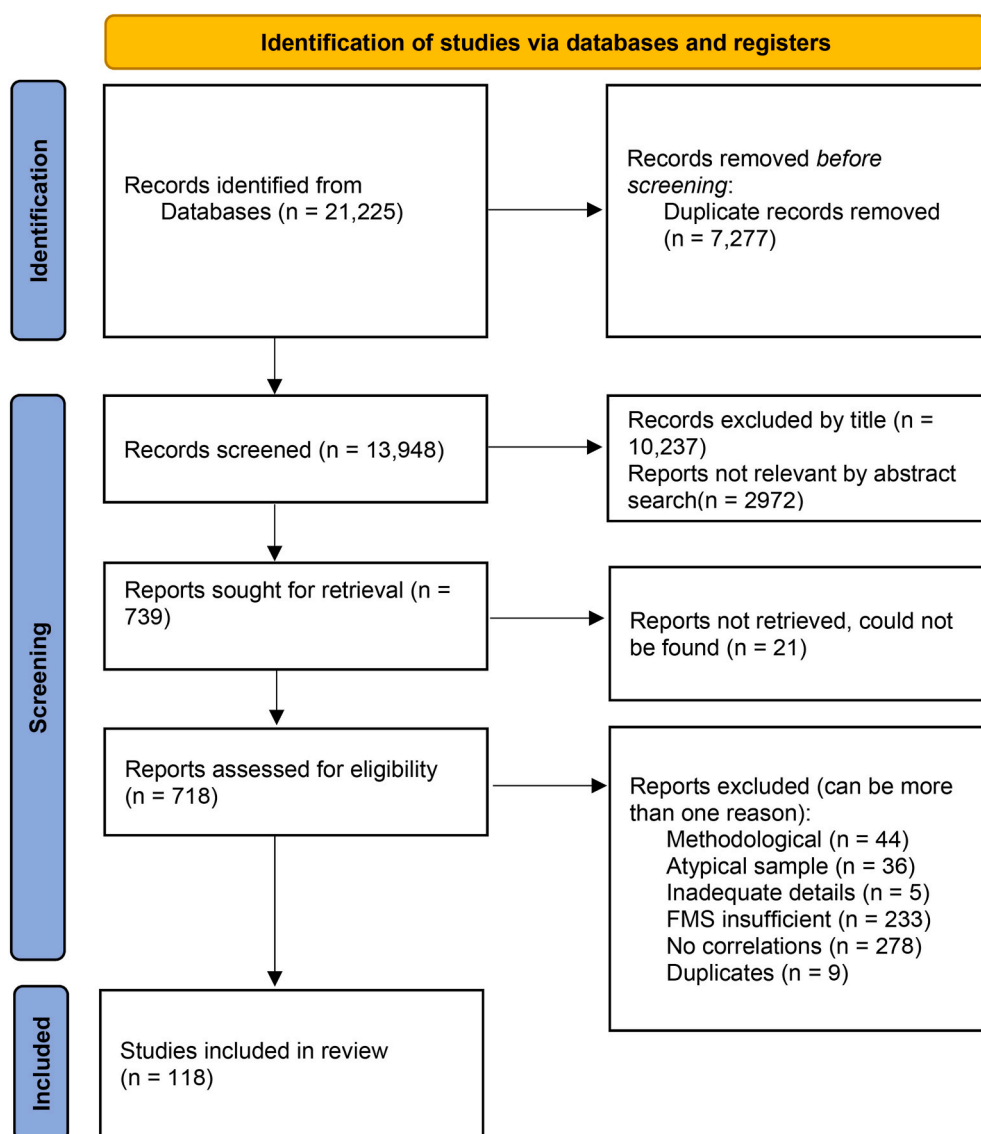 Identification of studies via databases and registers
Identification
Records identified from
Databases (n = 21,225)
Records removed before
screening:
Duplicate records removed
(n = 7,277)
Screening
Records screened (n = 13,948)
Records excluded by title (n =
10,237)
Reports not relevant by abstract
search(n = 2972)
Reports sought for retrieval (n =
739)
Reports not retrieved, could not
be found (n = 21)
Reports assessed for eligibility
(n = 718)
Reports excluded (can be more
than one reason):
Methodological (n = 44)
Atypical sample (n = 36)
Inadequate details (n = 5)
FMS insufficient (n = 233)
No correlations (n = 278)
Duplicates (n = 9)
Included
Studies included in review
(n = 118)